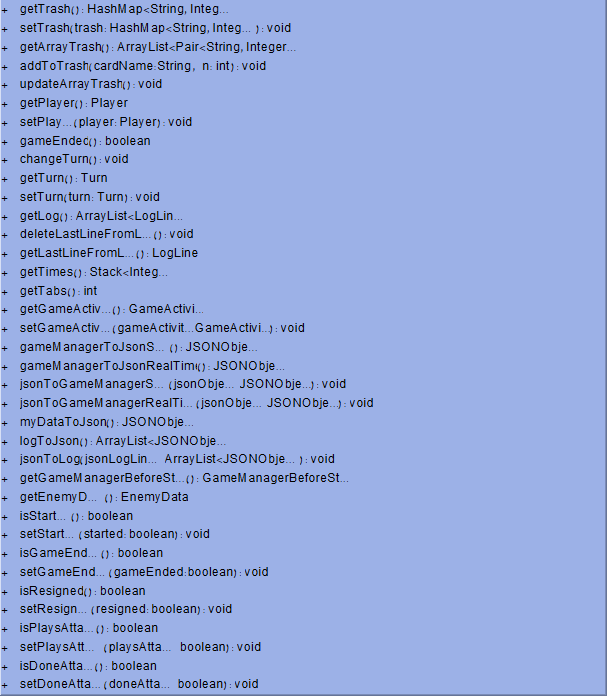 + getTrash(): HashMap<String, Integ...
+ setTrash(trash: HashMap<String, Integ... ): void
+ getArrayTrash(): ArrayList<Pair<String, Integer...
+ addToTrash(cardName:String, n: int): void
+ updateArrayTrash(): void
+ getPlayer(): Player
+ setPlay...(player: Player): void
+ gameEnded(): boolean
+ changeTurn(): void
+ getTurn(): Turn
+ setTurn(turn: Turn): void
+ getLog(): ArrayList<LogLin...
+ deleteLastLineFromL...(): void
+ getLastLineFromL...(): LogLine
+ getTimes(): Stack<Integ...
+ getTabs(): int
+ getGameActiv...(): GameActivi...
+ setGameActiv...(gameActivit...GameActivi...): void
+ gameManagerToJsonS... (): JSONObje...
+ gameManagerToJsonRealTim(): JSONObje...
+ jsonToGameManagerS... (jsonObje... JSONObje...): void
+ jsonToGameManagerRealTi...(jsonObje... JSONObje...): void
+ myDataToJson(): JSONObje...
+ logToJson(): ArrayList<JSONObje...
+ jsonToLog(jsonLogLin... ArrayList<JSONObje... ): void
+ getGameManagerBeforeSt...(): GameManagerBeforeSt...
+ getEnemyD... (): EnemyData
+ isStart... (): boolean
+ setStart... (started: boolean): void
+ isGameEnd...(): boolean
+ setGameEnd...(gameEnded:boolean): void
+ isResigned(): boolean
+ setResign... (resigned: boolean): void
+ isPlaysAtta...(): boolean
+ setPlaysAtt... (playsAtta... boolean): void
+ isDoneAtta...(): boolean
+ setDoneAtta...(doneAtta... boolean): void